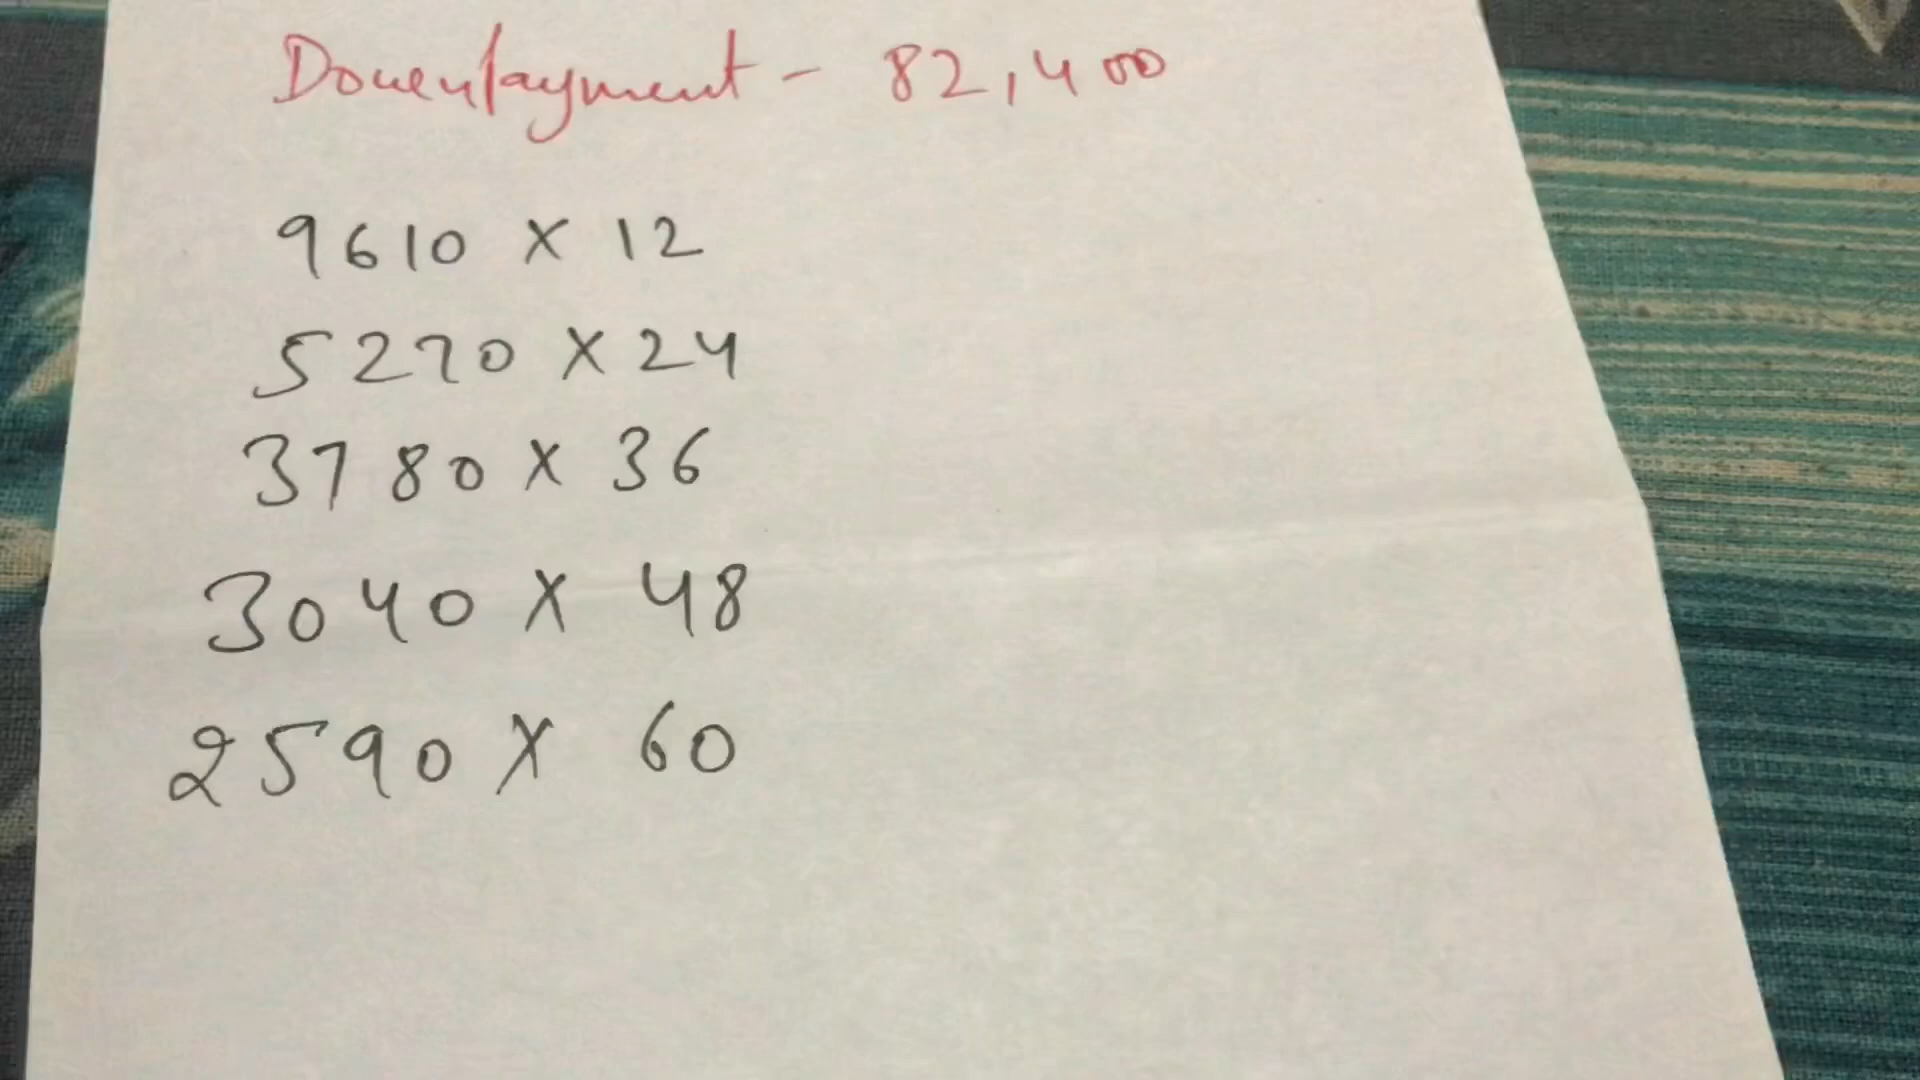 Downpayment - 82,400
9610 X 12
5270 X 24
3780 X 36
3040 X 48
2590 X 60